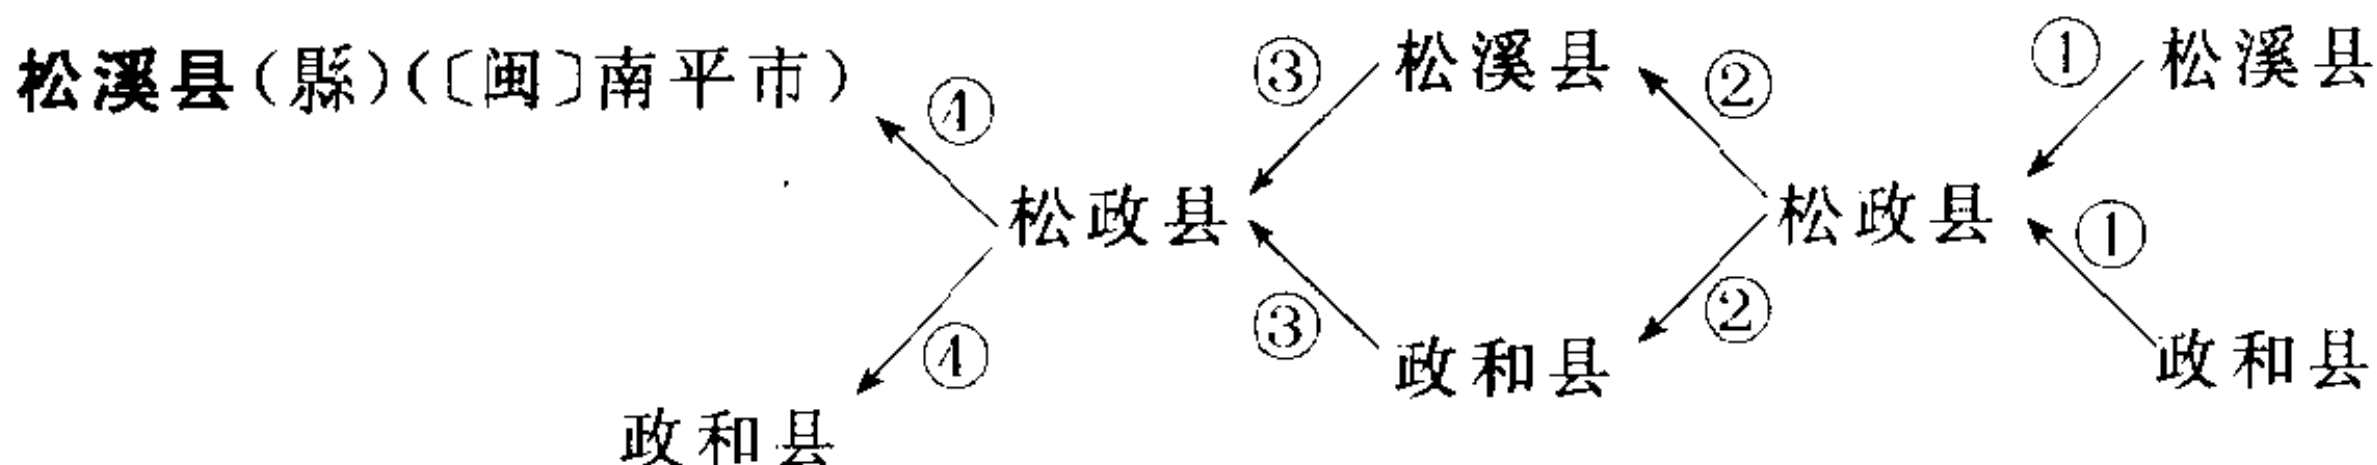 松溪县(縣)(〔闽〕南平市) ④ ③ 松溪县 ② ① 松溪县
松政县 松政县 ①
④ ③ 政和县 ② 政和县
政和县